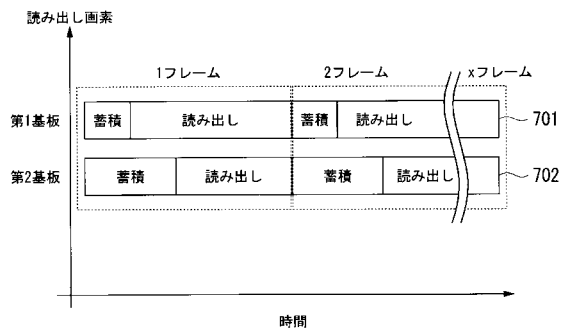 読み出し画素
1フレーム 2フレーム xフレーム
第1基板 蓄積 読み出し 蓄積 読み出し 701
第2基板 蓄積 読み出し 蓄積 読み出し 702
時間